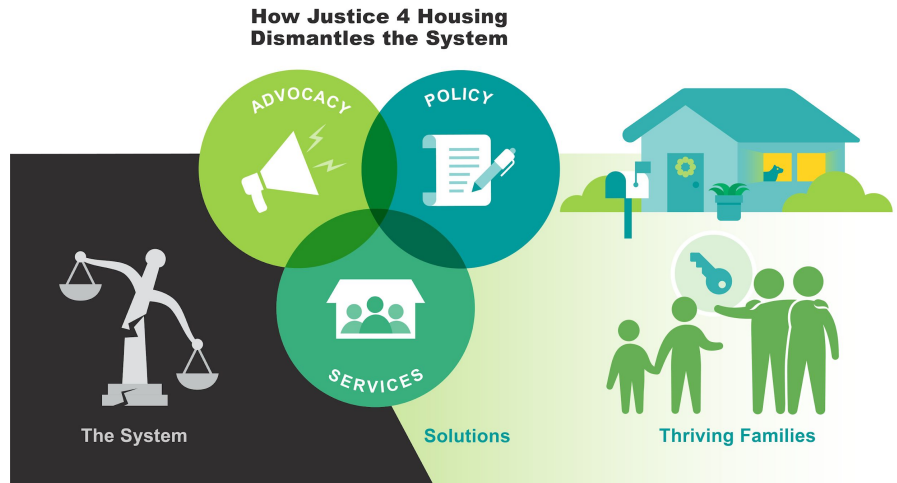 How Justice 4 Housing
Dismantles the System
ADVOCACY
POLICY
SERVICES
The System
Solutions
Thriving Families